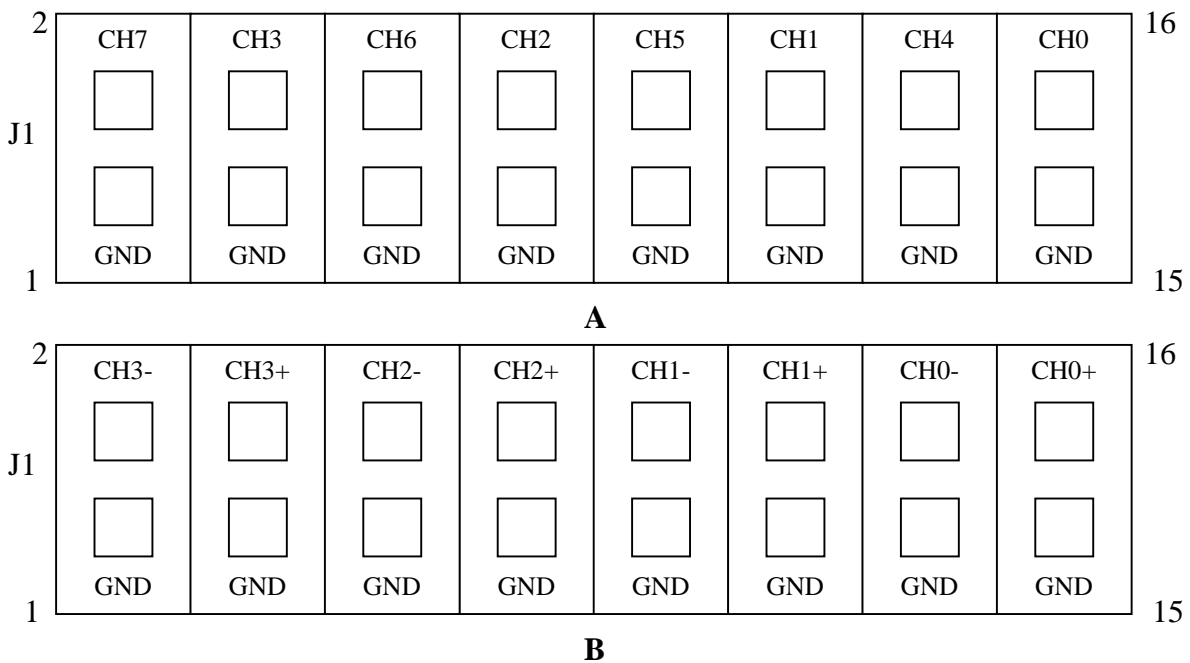 2 16
CH7 CH3 CH6 CH2 CH5 CH1 CH4 CH0
J1
GND GND GND GND GND GND GND GND
1 15
A
2 16
CH3- CH3+ CH2- CH2+ CH1- CH1+ CH0- CH0+
J1
GND GND GND GND GND GND GND GND
1 15
B